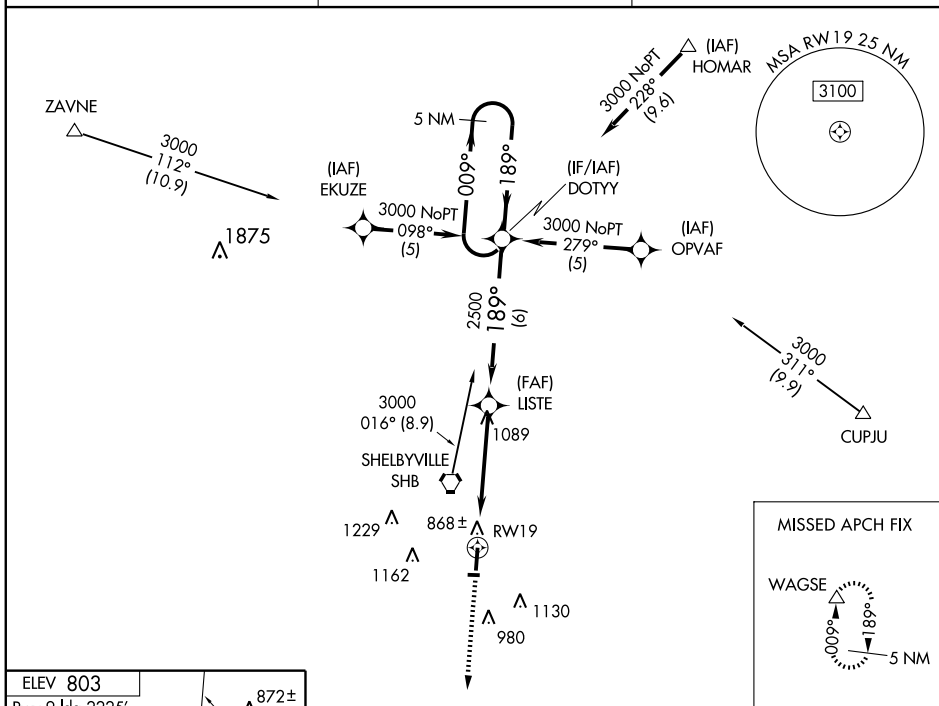 MSA RW19 25 NM
3100
(IAF)
HOMAR
3000 NoPT
228°
(9.6)
ZAVNE
3000
112°
(10.9)
5 NM
009°
189°
(IF/IAF)
DOTYY
(IAF)
EKUZE
3000 NoPT
098°
(5)
3000 NoPT
279°
(5)
(IAF)
OPVAF
1875
2500
189°
(6)
3000
311°
(9.9)
CUPJU
(FAF)
LISTE
1089
3000
016° (8.9)
SHELBYVILLE
SHB
1229
868±
RW19
1162
1130
980
MISSED APCH FIX
WAGSE
009°
189°
5 NM
ELEV 803
872±